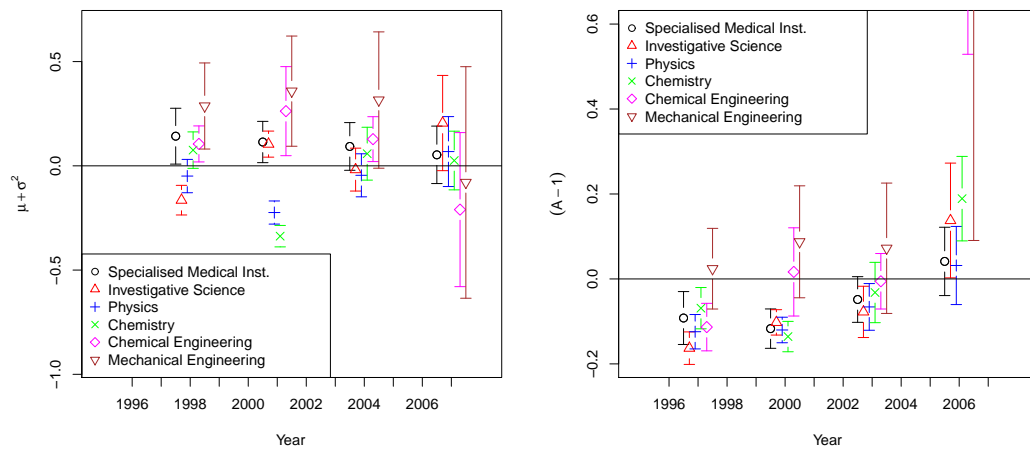 0.5
0.0
−0.5
−1.0
μ + σ²
Specialised Medical Inst.
Investigative Science
Physics
Chemistry
Chemical Engineering
Mechanical Engineering
1996 1998 2000 2002 2004 2006
Year
0.6
0.4
0.2
0.0
−0.2
(A − 1)
Specialised Medical Inst.
Investigative Science
Physics
Chemistry
Chemical Engineering
Mechanical Engineering
1996 1998 2000 2002 2004 2006
Year